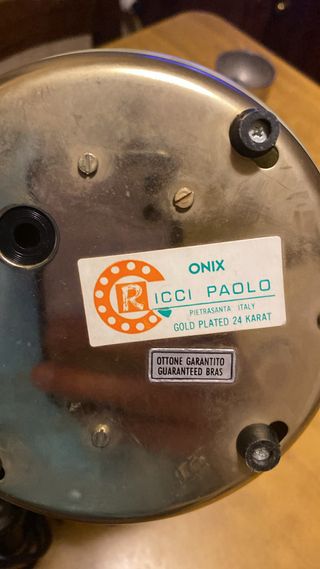 ONIX
RICCI PAOLO
PIETRASANTA ITALY
GOLD PLATED 24 KARAT
OTTONE GARANTITO
GUARANTEED BRAS